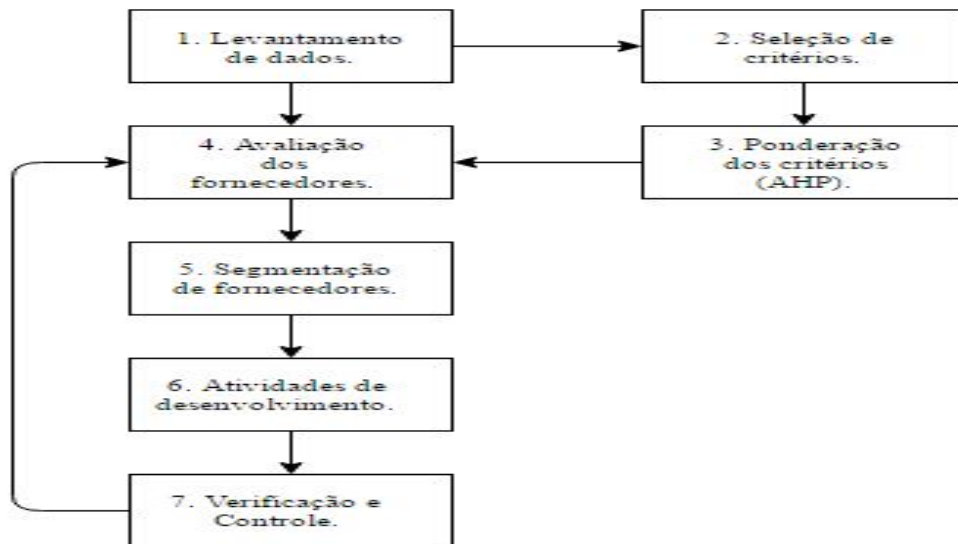 1. Levantamento
de dados.
2. Seleção de
critérios.
3. Ponderação
dos critérios
(AHP).
4. Avaliação
dos
fornecedores.
5. Segmentação
de fornecedores.
6. Atividades de
desenvolvimento.
7. Verificação e
Controle.